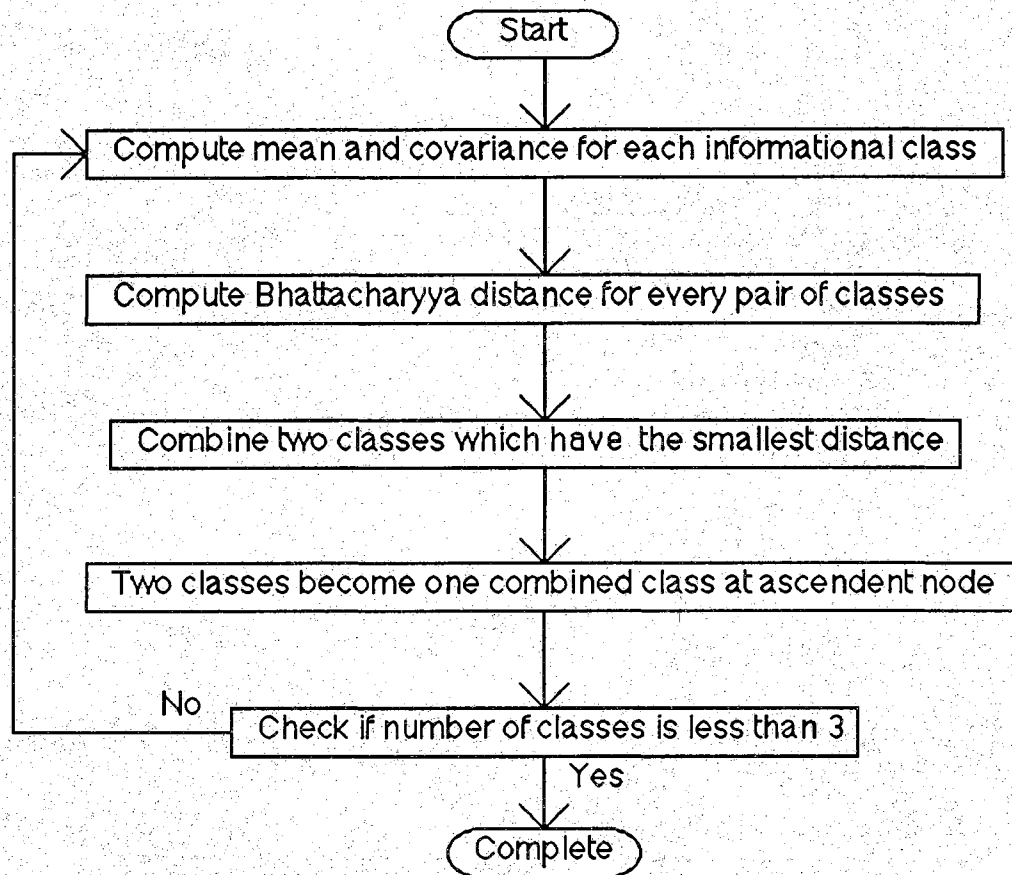 Start
Compute mean and covariance for each informational class
Compute Bhattacharyya distance for every pair of classes
Combine two classes which have the smallest distance
Two classes become one combined class at ascendent node
No
Check if number of classes is less than 3
Yes
Complete